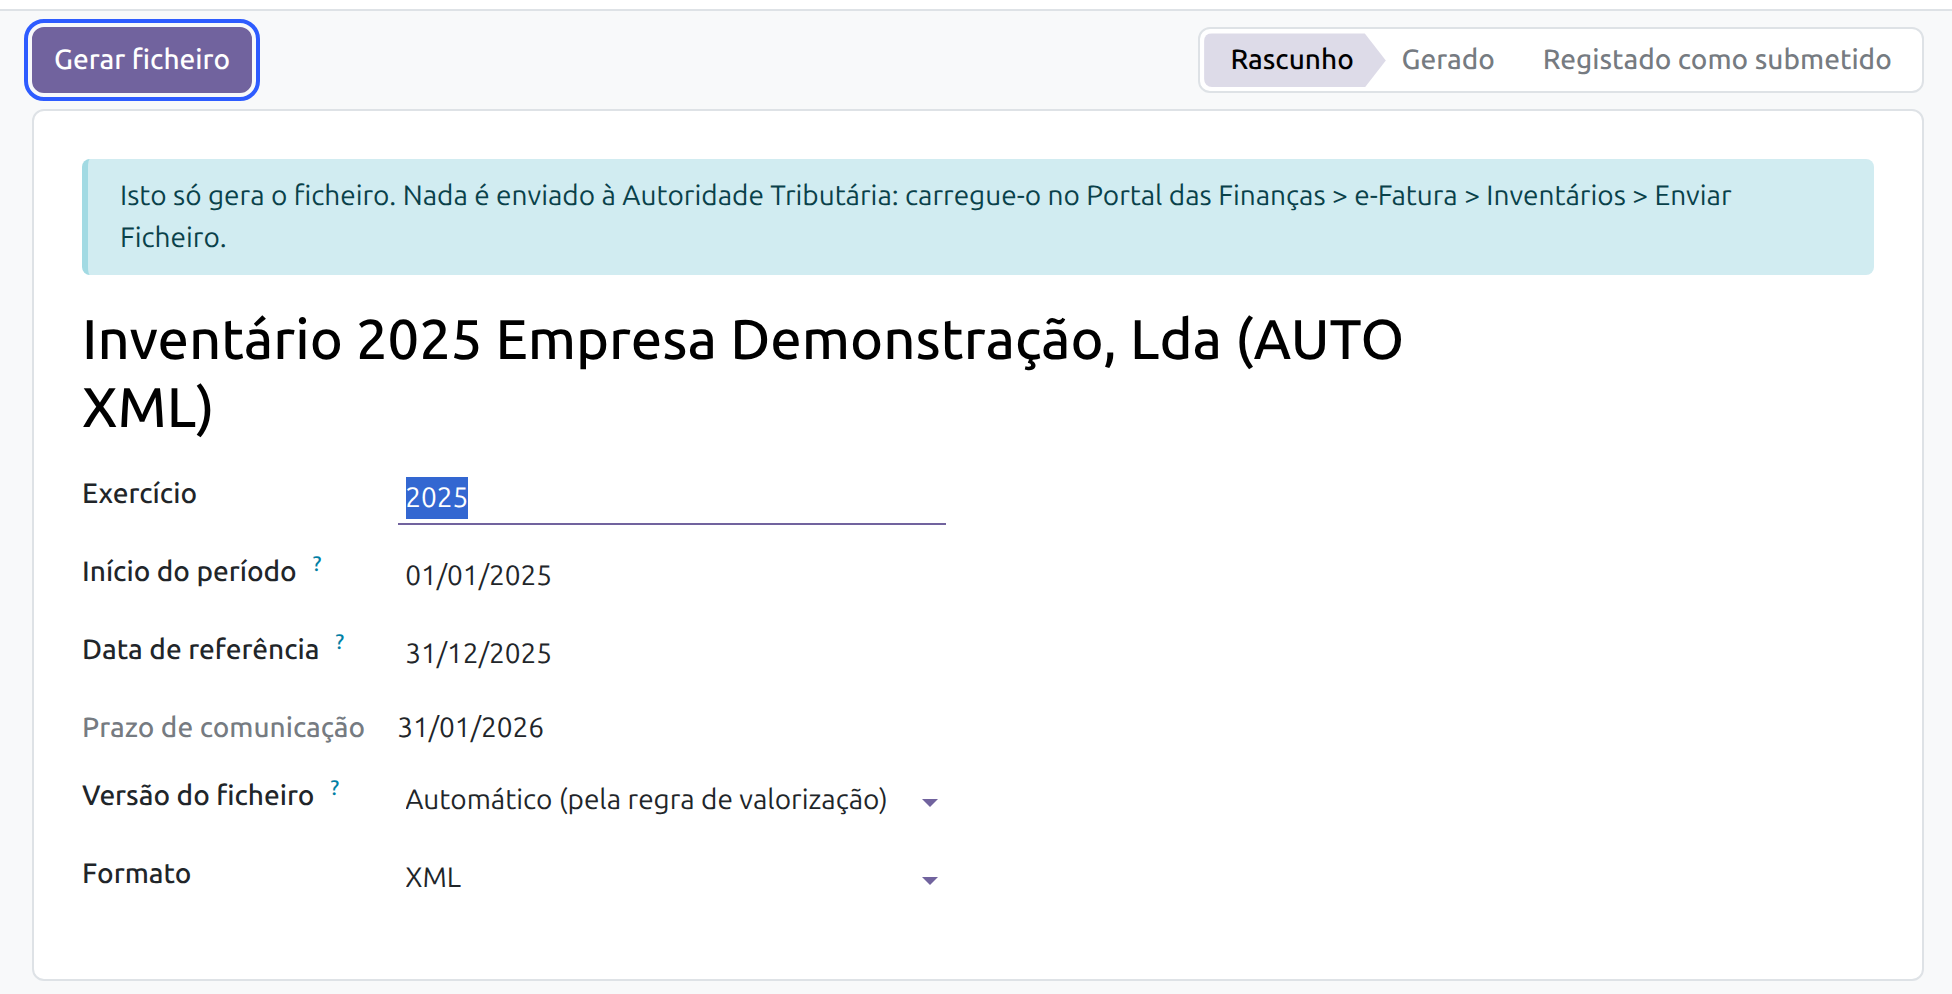 Gerar ficheiro
Rascunho
Gerado
Registado como submetido
Isto só gera o ficheiro. Nada é enviado à Autoridade Tributária: carregue-o no Portal das Finanças > e-Fatura > Inventários > Enviar
Ficheiro.
Inventário 2025 Empresa Demonstração, Lda (AUTO
XML)
Exercício
2025
Início do período ?
01/01/2025
Data de referência ?
31/12/2025
Prazo de comunicação
31/01/2026
Versão do ficheiro ?
Automático (pela regra de valorização)
Formato
XML